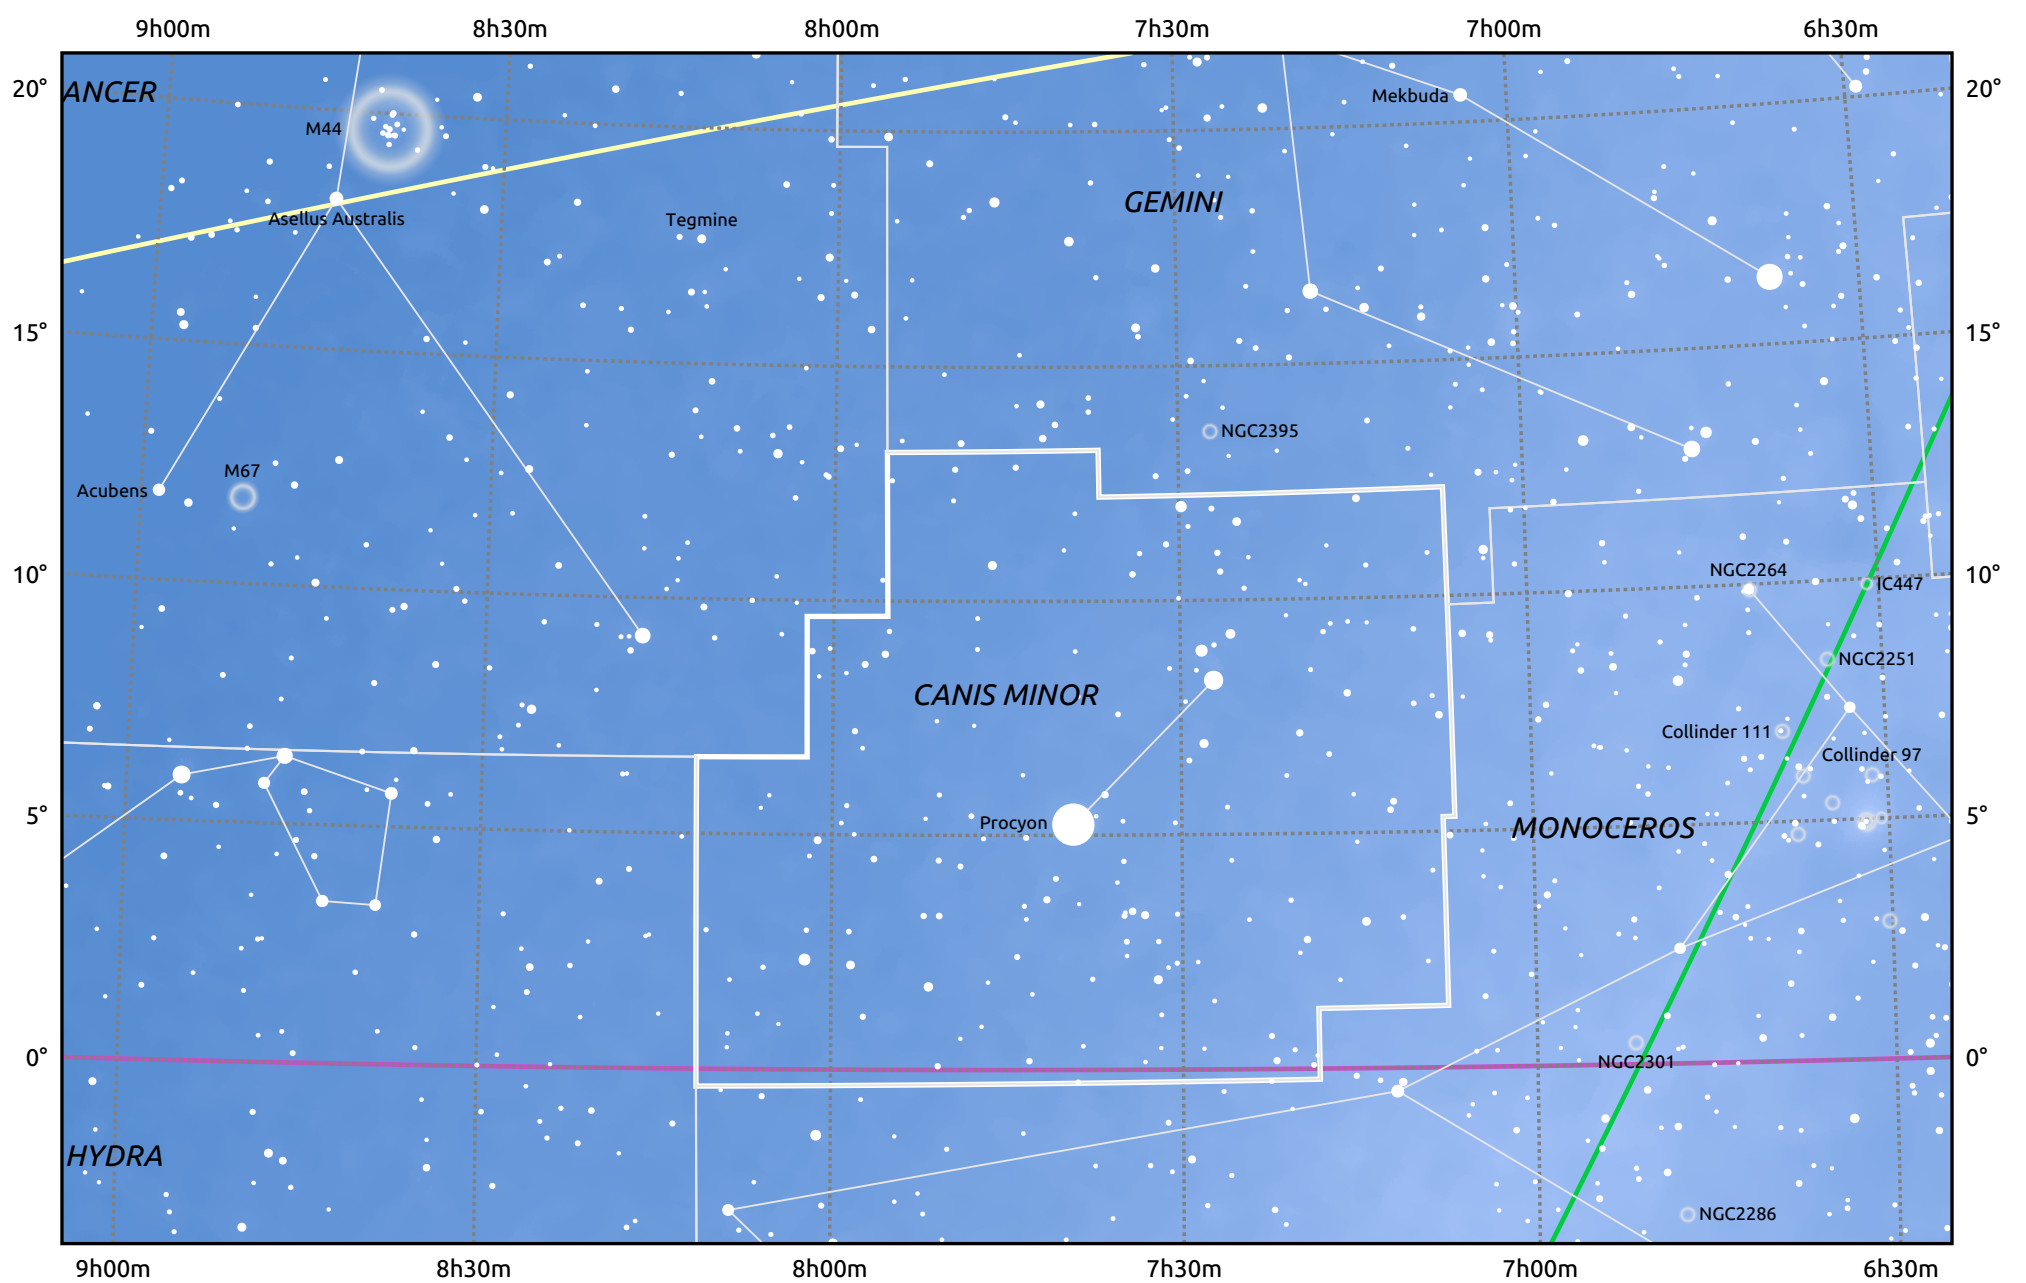 9h00m 8h30m 8h00m 7h30m 7h00m 6h30m
20° ANCER Mekbuda 20°
M44
GEMINI
Asellus Australis Tegmine
15° 15°
NGC2395
M67
Acubens
10° NGC2264 10°
IC447
NGC2251
CANIS MINOR
Collinder 111
Collinder 97
5° Procyon MONOCEROS 5°
0° NGC2301 0°
HYDRA
NGC2286
9h00m 8h30m 8h00m 7h30m 7h00m 6h30m